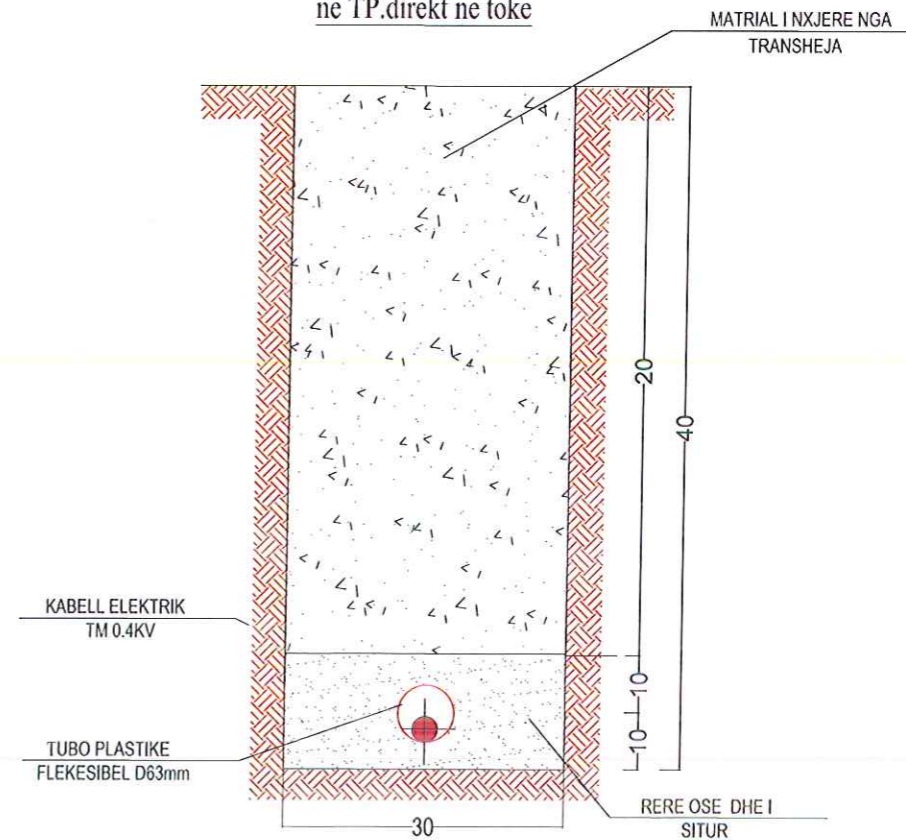 ne TP.direkt ne toke
MATRIAL I NXJERE NGA
TRANSHEJA
20
40
KABELL ELEKTRIK
TM 0.4KV
10
10
TUBO PLASTIKE
FLEKESIBEL D63mm
RERE OSE DHE I
SITUR
30